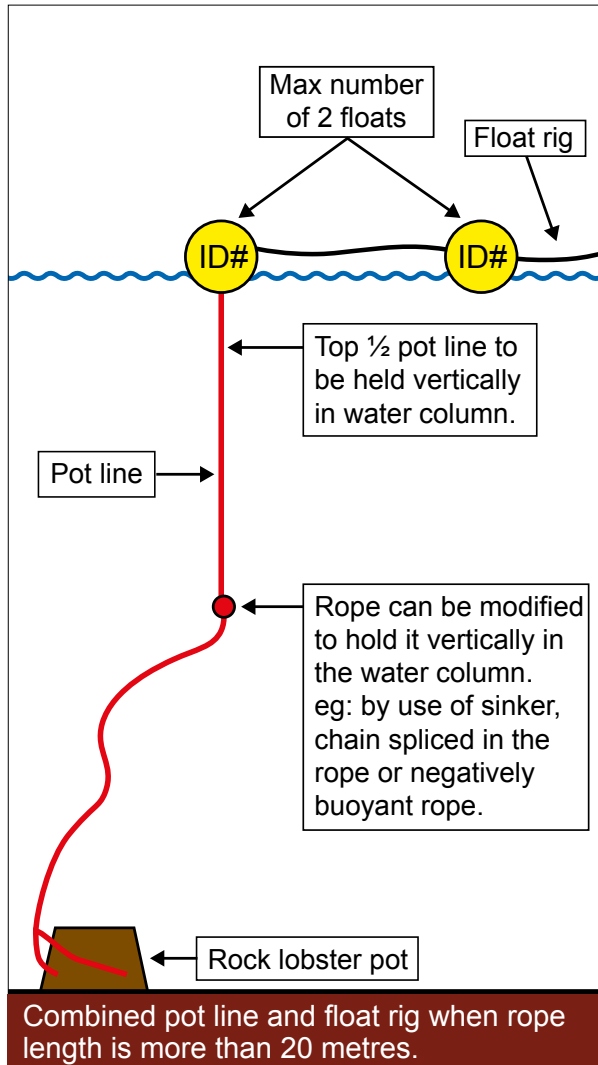 Max number
of 2 floats
Float rig
ID#
ID#
Top ½ pot line to
be held vertically
in water column.
Pot line
Rope can be modified
to hold it vertically in
the water column.
eg: by use of sinker,
chain spliced in the
rope or negatively
buoyant rope.
Rock lobster pot
Combined pot line and float rig when rope
length is more than 20 metres.